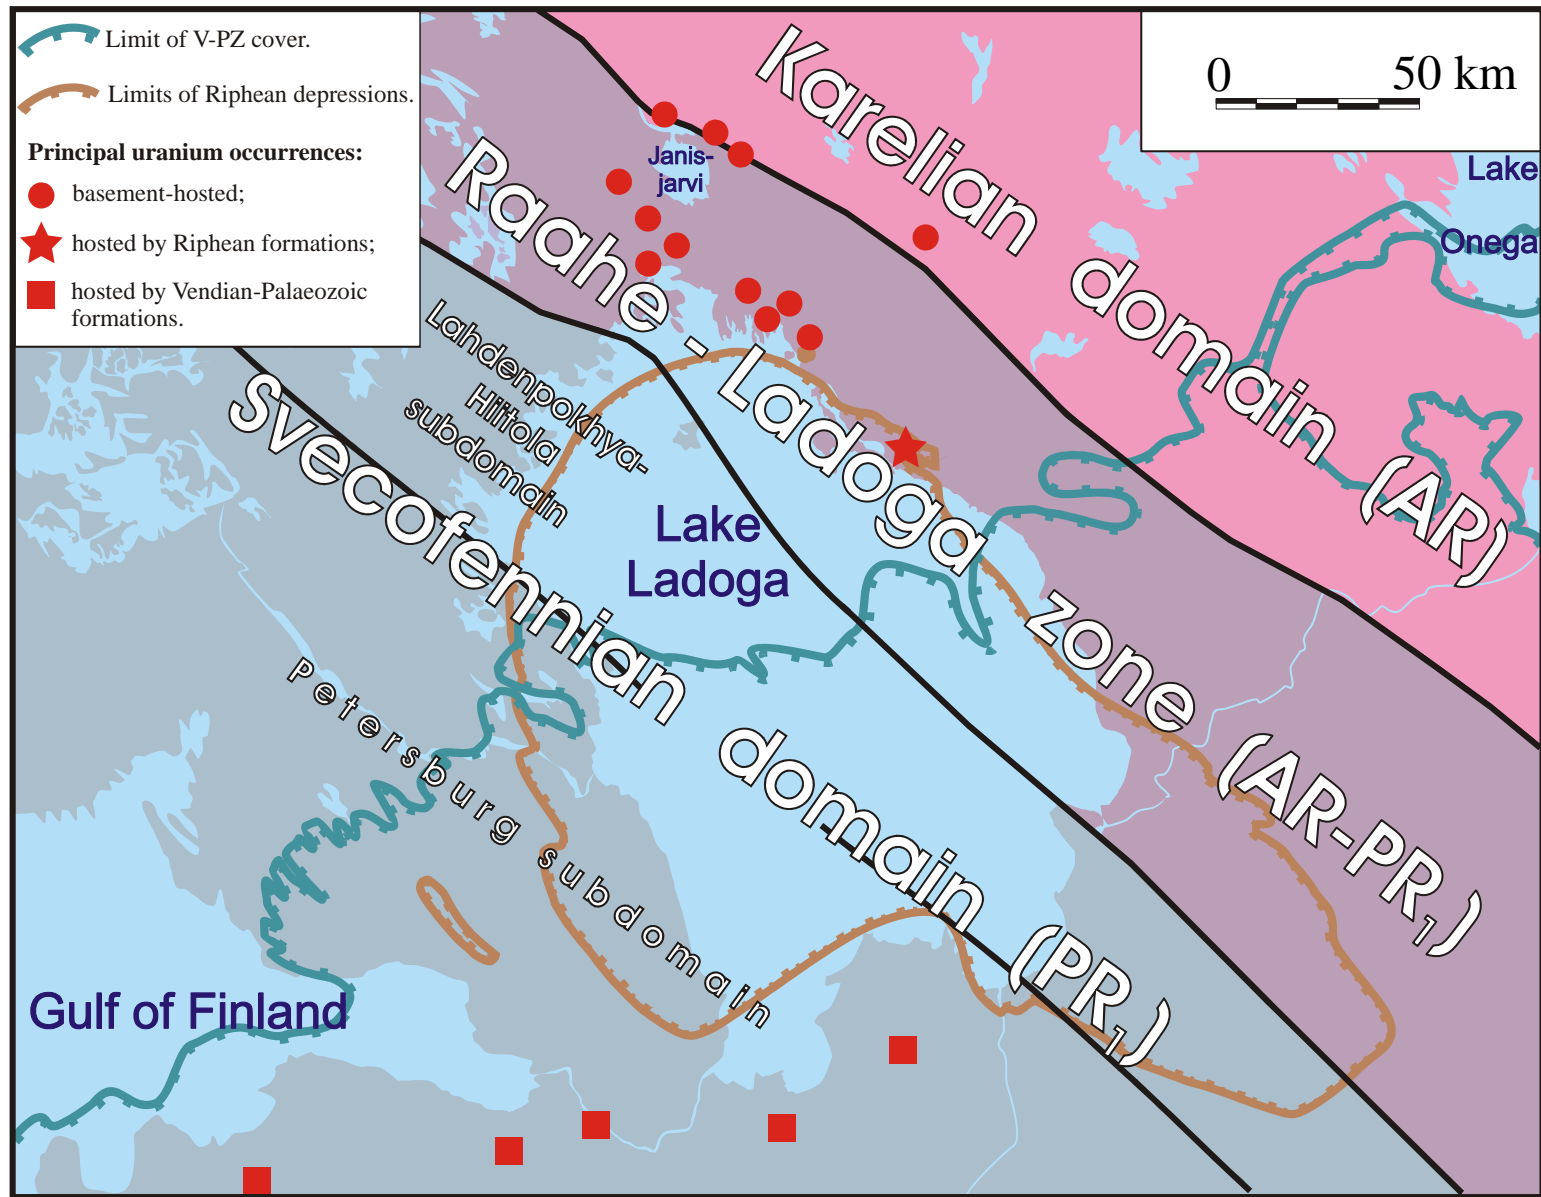 Limit of V-PZ cover.
Limits of Riphean depressions.
Principal uranium occurrences:
basement-hosted;
hosted by Riphean formations;
hosted by Vendian-Palaeozoic
formations.
0 50 km
Karelian domain (AR)
Janis-
jarvi
Lake
Onega
Raahe - Ladoga zone (AR-PR1)
Lahdenpokhya-
Hiitola
subdomain
Svecofennian domain (PR1)
Lake
Ladoga
Petersburg subdomain
Gulf of Finland